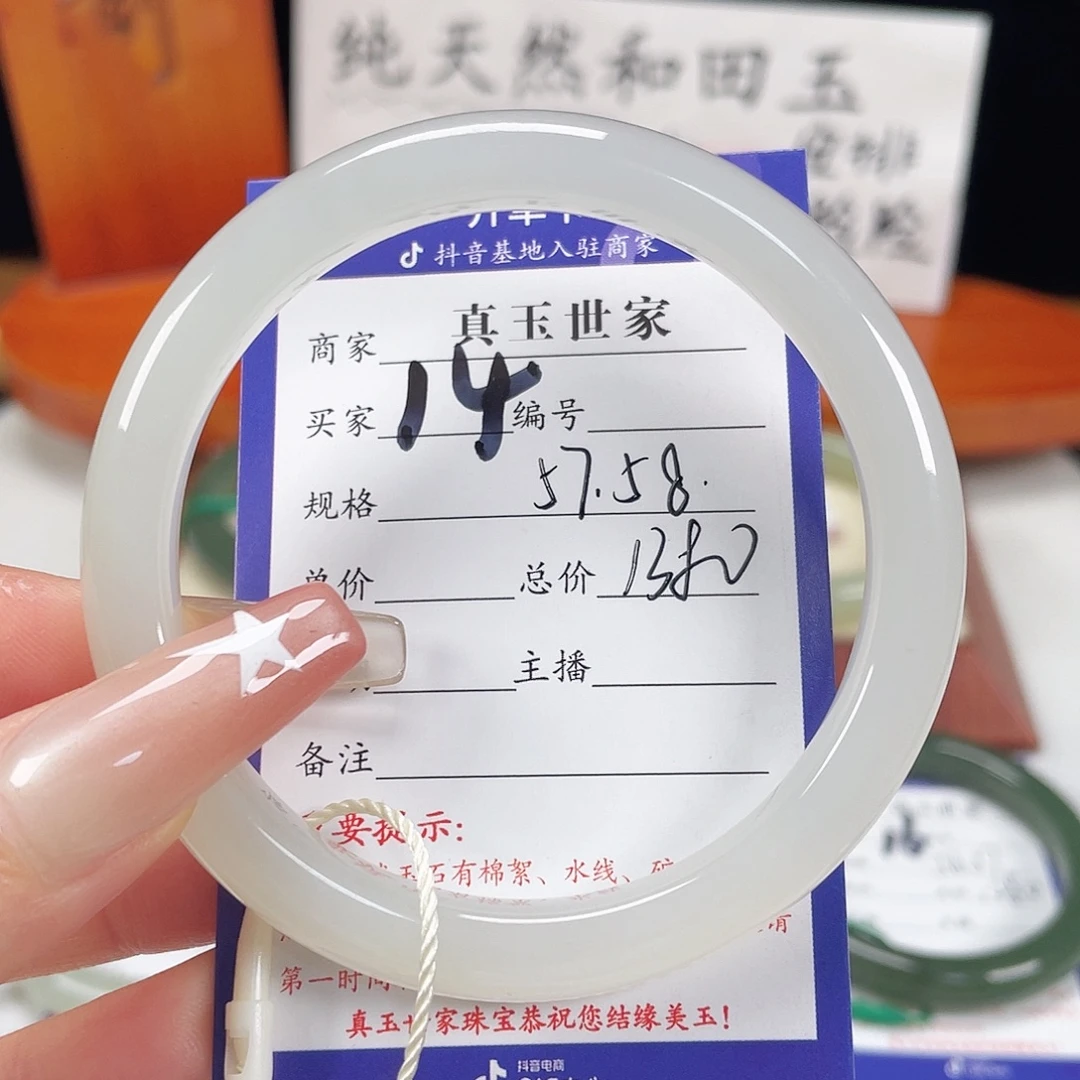 纯天然和田玉
抖音基地入驻商家
商家 真玉世家
买家 14 编号
规格 57.58.
单价 总价
主播
备注
要提示:
玉石有棉絮、水线、矿
第一时间
真玉世家珠宝恭祝您结缘美玉!
抖音电商
16